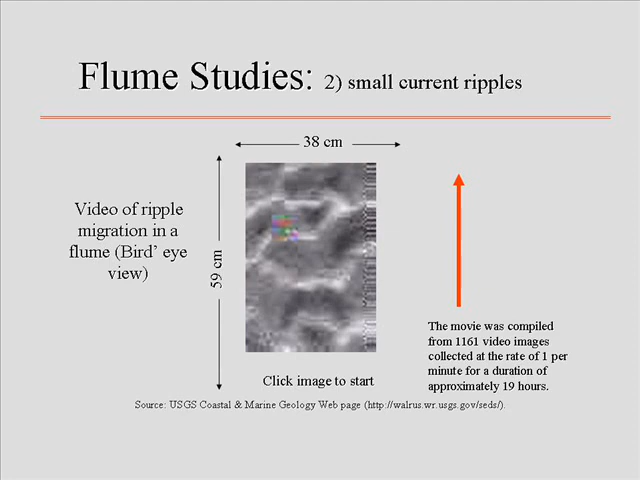 Flume Studies: 2) small current ripples
38 cm
Video of ripple
migration in a
flume (Bird’ eye
view)
59 cm
The movie was compiled
from 1161 video images
collected at the rate of 1 per
minute for a duration of
approximately 19 hours.
Click image to start
Source: USGS Coastal & Marine Geology Web page (http://walrus.wr.usgs.gov/seds/).